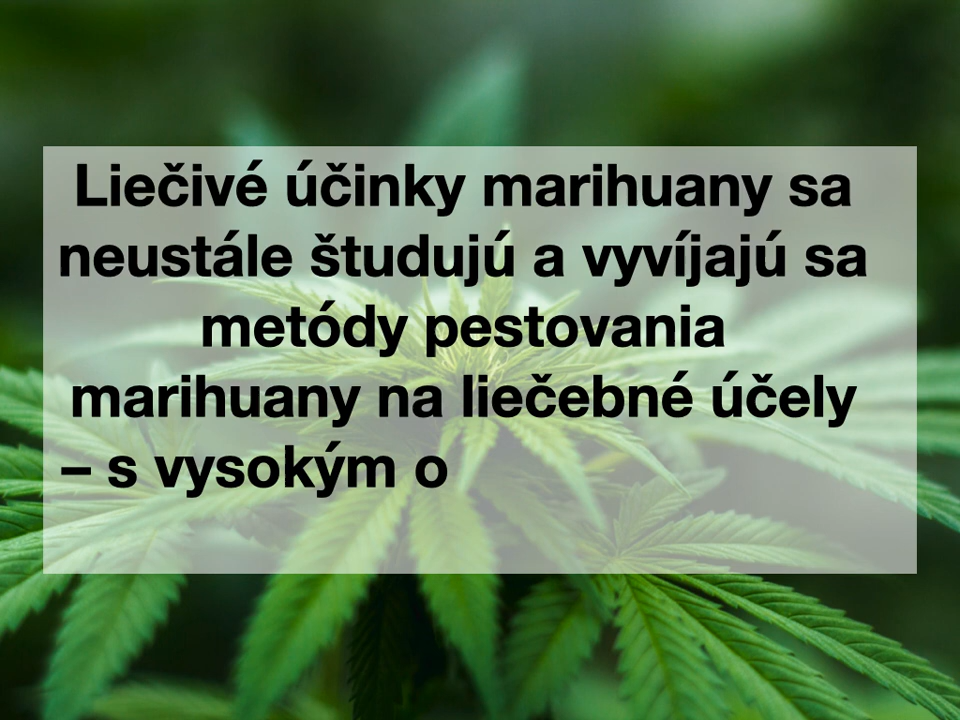 Liečivé účinky marihuany sa
neustále študujú a vyvíjajú sa
metódy pestovania
marihuany na liečebné účely
– s vysokým o